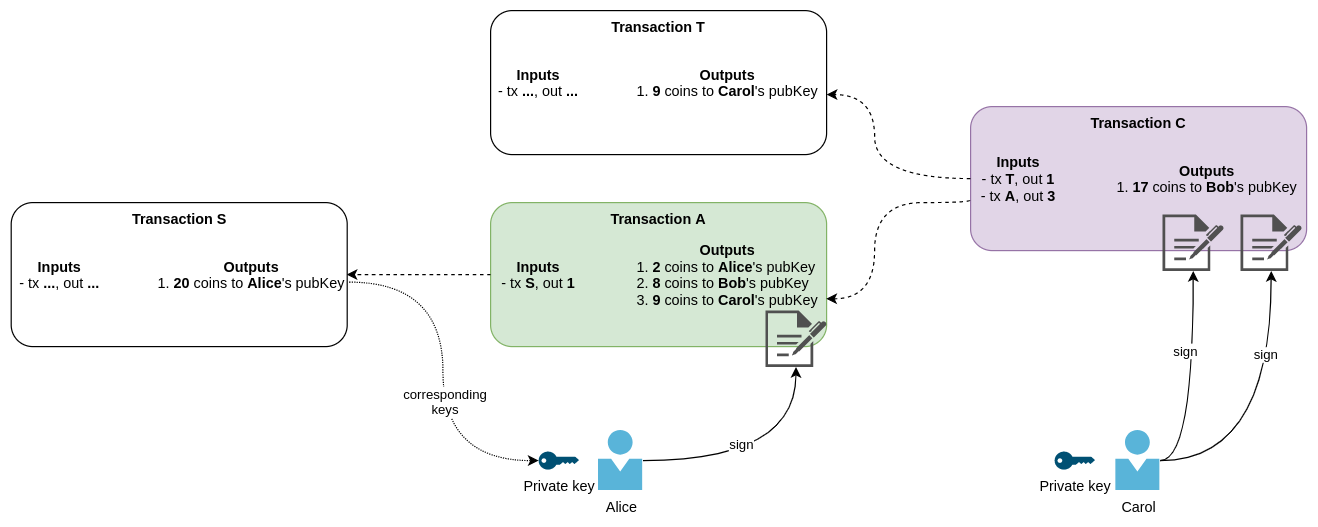 Transaction T
Inputs
- tx ..., out ...
Outputs
1. 9 coins to Carol's pubKey
Transaction C
Inputs
- tx T, out 1
- tx A, out 3
Outputs
1. 17 coins to Bob's pubKey
Transaction S
Inputs
- tx ..., out ...
Outputs
1. 20 coins to Alice's pubKey
Transaction A
Inputs
- tx S, out 1
Outputs
1. 2 coins to Alice's pubKey
2. 8 coins to Bob's pubKey
3. 9 coins to Carol's pubKey
corresponding
keys
sign
sign
sign
Private key
Alice
Private key
Carol